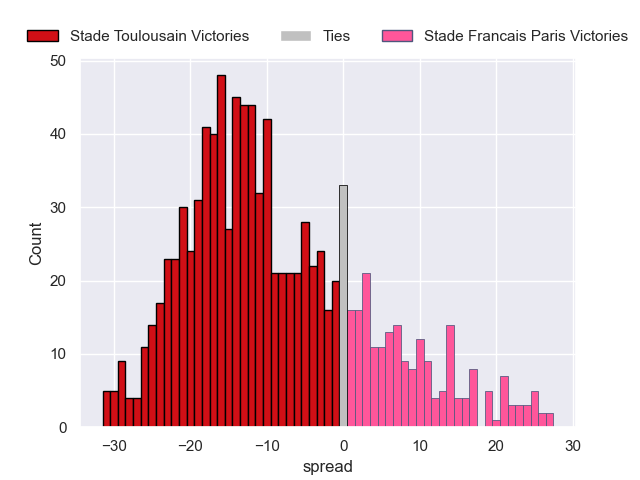 Stade Toulousain Victories Ties Stade Francais Paris Victories
50
40
30
20
10
0
Count
−30 −20 −10 0 10 20 30
spread